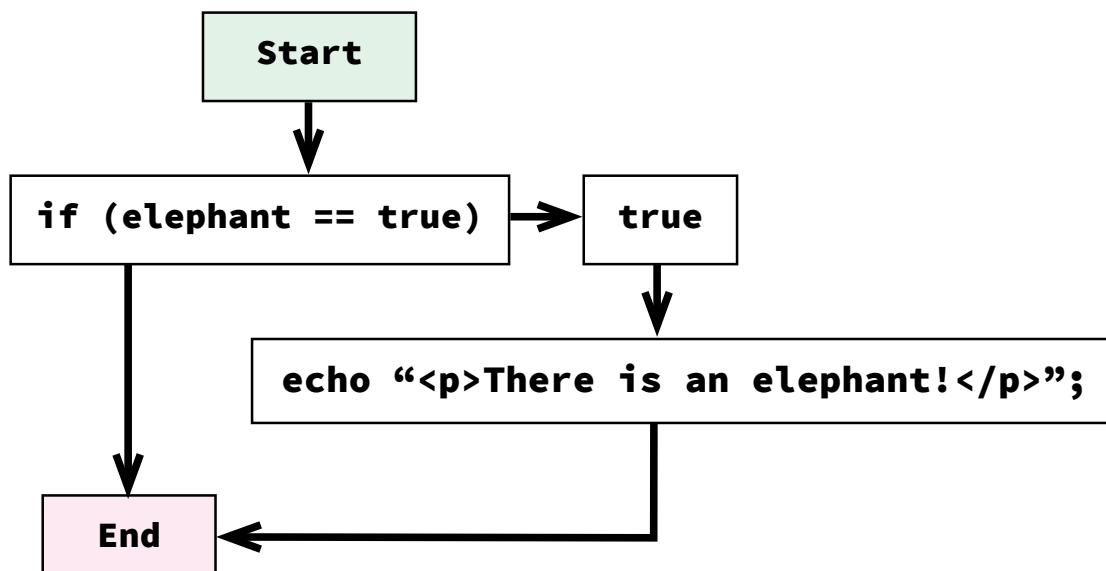 Start
if (elephant == true)
true
echo “<p>There is an elephant!</p>”;
End